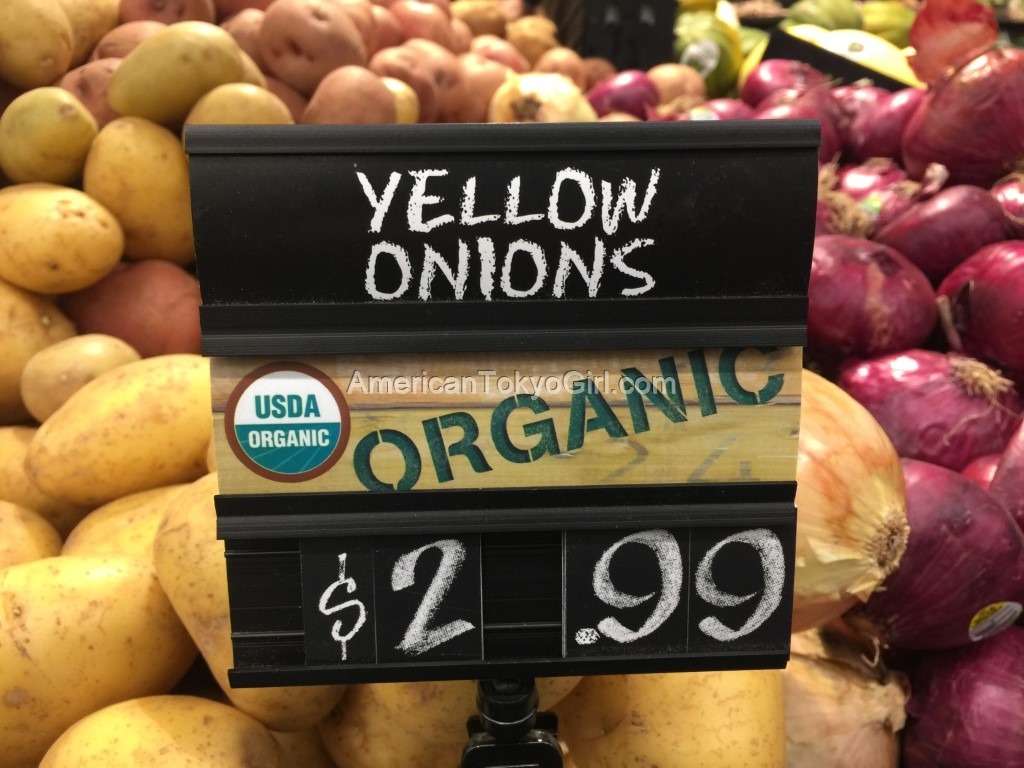 YELLOW
ONIONS
AmericanTokyoGirl.com
USDA
ORGANIC
ORGANIC
$2.99